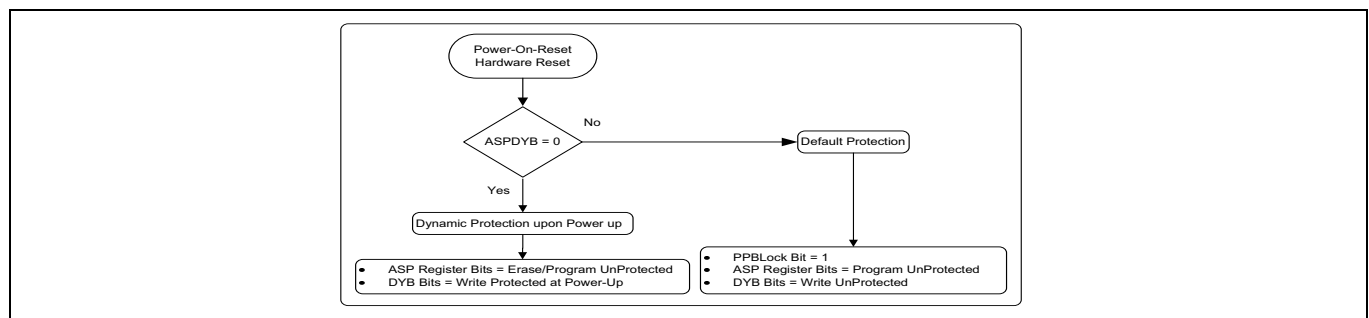 Power-On-Reset
Hardware Reset
ASPDYB = 0
No
Default Protection
Yes
Dynamic Protection upon Power up
• ASP Register Bits = Erase/Program UnProtected
• DYB Bits = Write Protected at Power-Up
• PPBLock Bit = 1
• ASP Register Bits = Program UnProtected
• DYB Bits = Write UnProtected